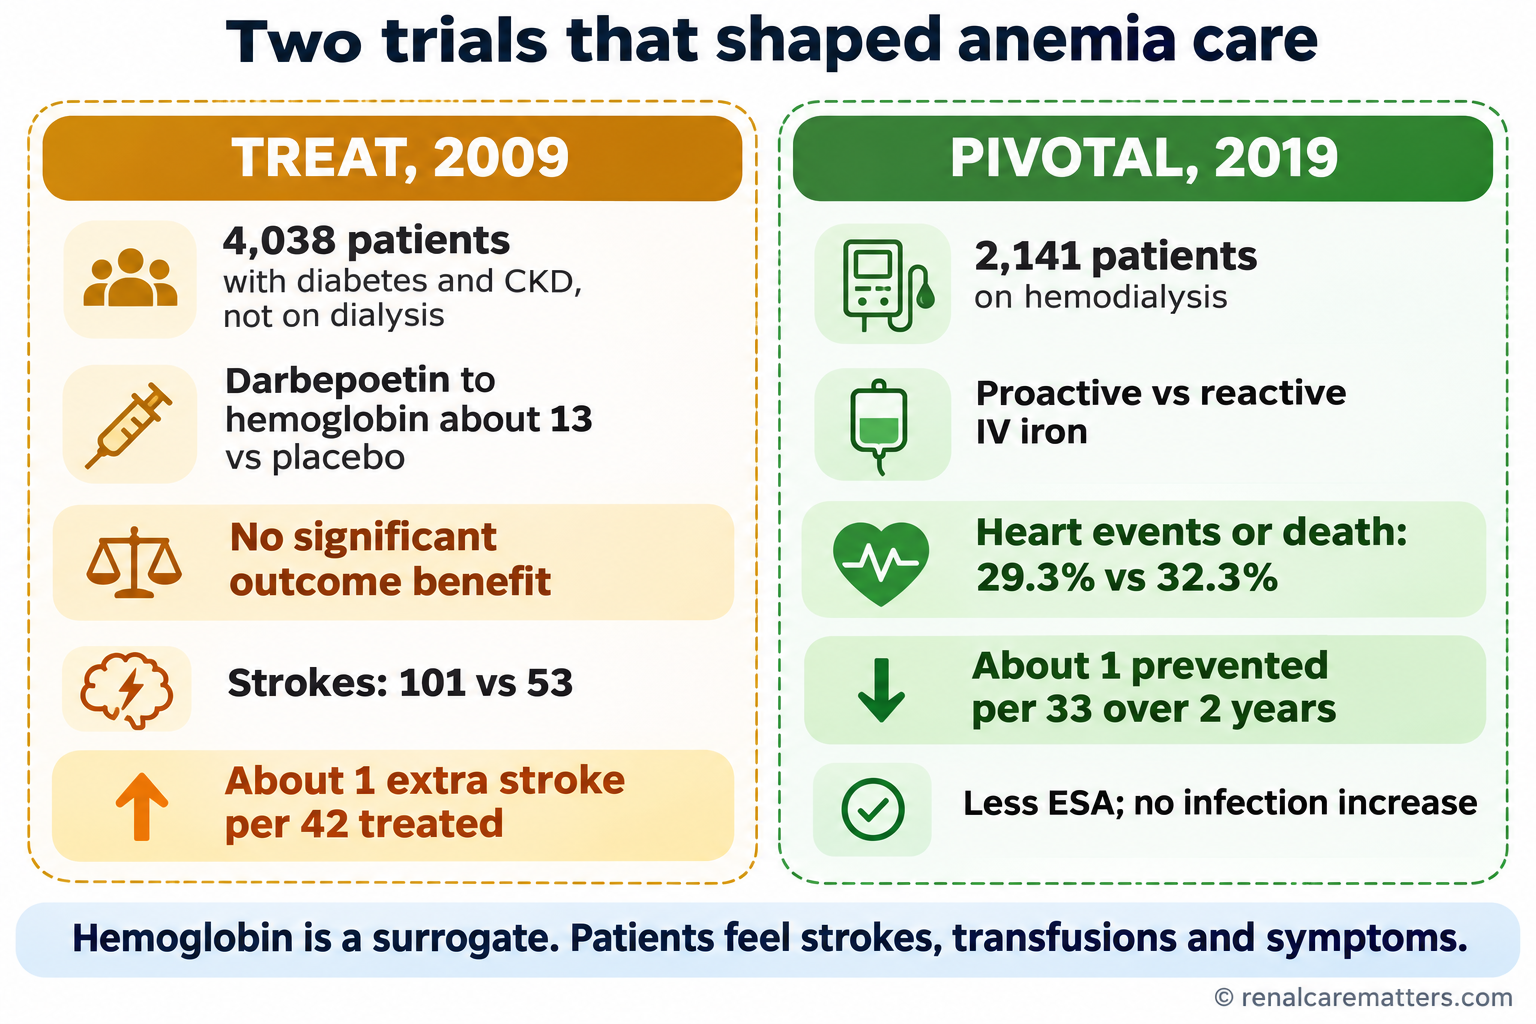 Two trials that shaped anemia care
TREAT, 2009
4,038 patients
with diabetes and CKD,
not on dialysis
Darbepoetin to
hemoglobin about 13
vs placebo
No significant
outcome benefit
Strokes: 101 vs 53
About 1 extra stroke
per 42 treated
PIVOTAL, 2019
2,141 patients
on hemodialysis
Proactive vs reactive
IV iron
Heart events or death:
29.3% vs 32.3%
About 1 prevented
per 33 over 2 years
Less ESA; no infection increase
Hemoglobin is a surrogate. Patients feel strokes, transfusions and symptoms.
© renalcarematters.com